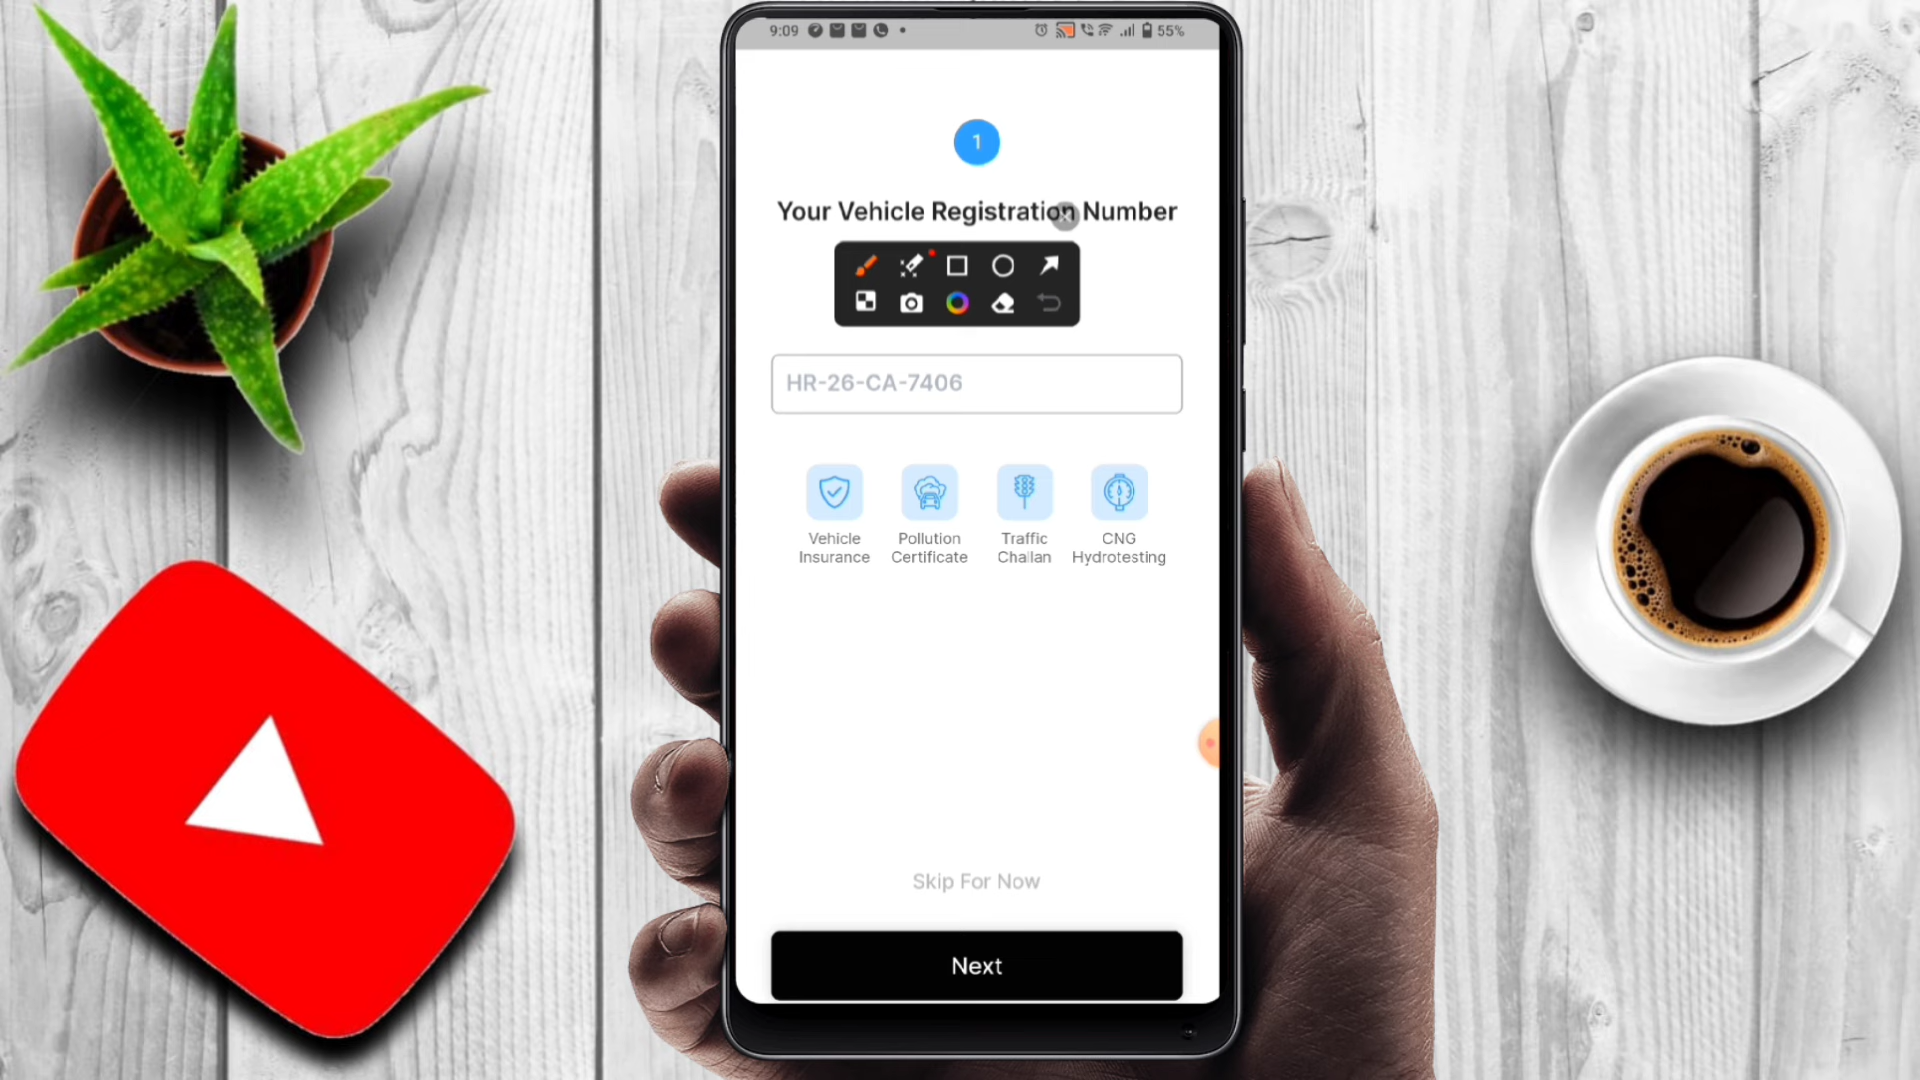 9:09
55%
1
Your Vehicle Registration Number
HR-26-CA-7406
Vehicle
Insurance
Pollution
Certificate
Traffic
Challan
CNG
Hydrotesting
Skip For Now
Next